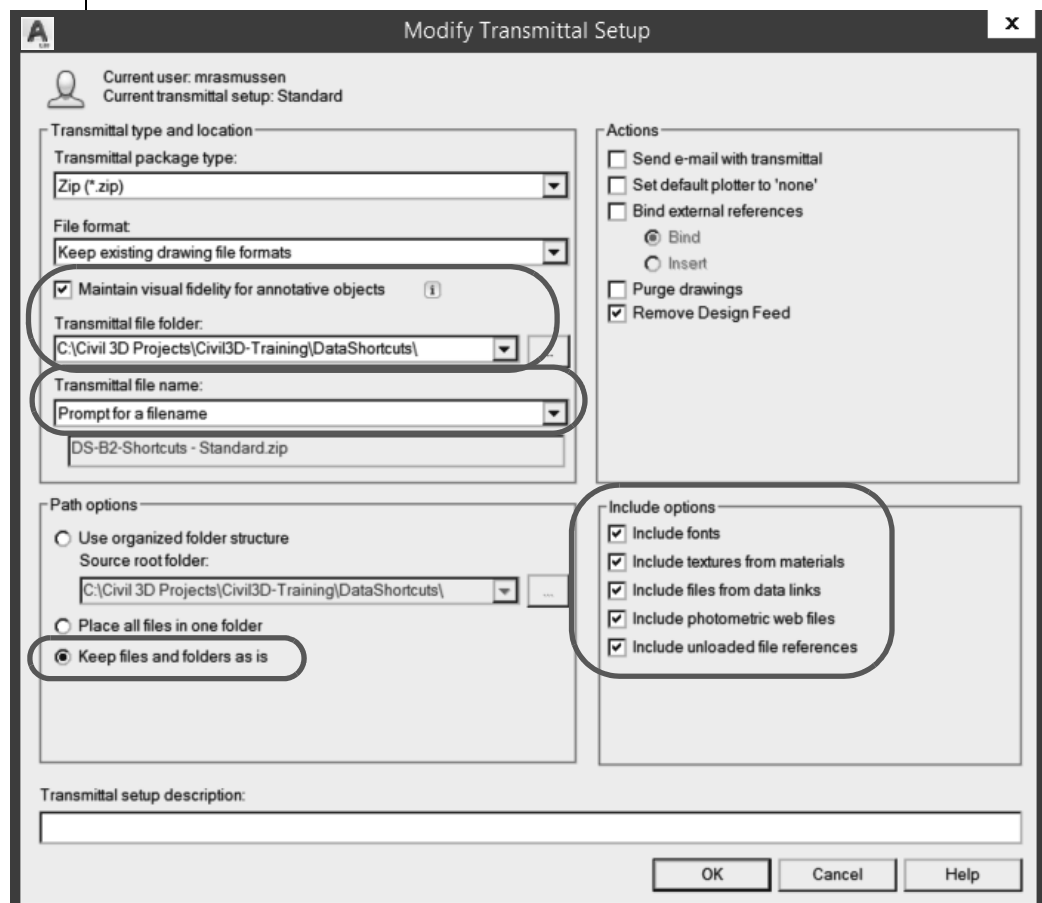 Modify Transmittal Setup
x
Current user: mrasmussen
Current transmittal setup: Standard
Transmittal type and location
Transmittal package type:
Zip (*.zip)
File format:
Keep existing drawing file formats
Maintain visual fidelity for annotative objects
Transmittal file folder:
C:\Civil 3D Projects\Civil3D-Training\DataShortcuts\
...
Transmittal file name:
Prompt for a filename
DS-B2-Shortcuts - Standard.zip
Actions
Send e-mail with transmittal
Set default plotter to 'none'
Bind external references
Bind
Insert
Purge drawings
Remove Design Feed
Path options
Use organized folder structure
Source root folder:
C:\Civil 3D Projects\Civil3D-Training\DataShortcuts\
...
Place all files in one folder
Keep files and folders as is
Include options
Include fonts
Include textures from materials
Include files from data links
Include photometric web files
Include unloaded file references
Transmittal setup description:
OK
Cancel
Help